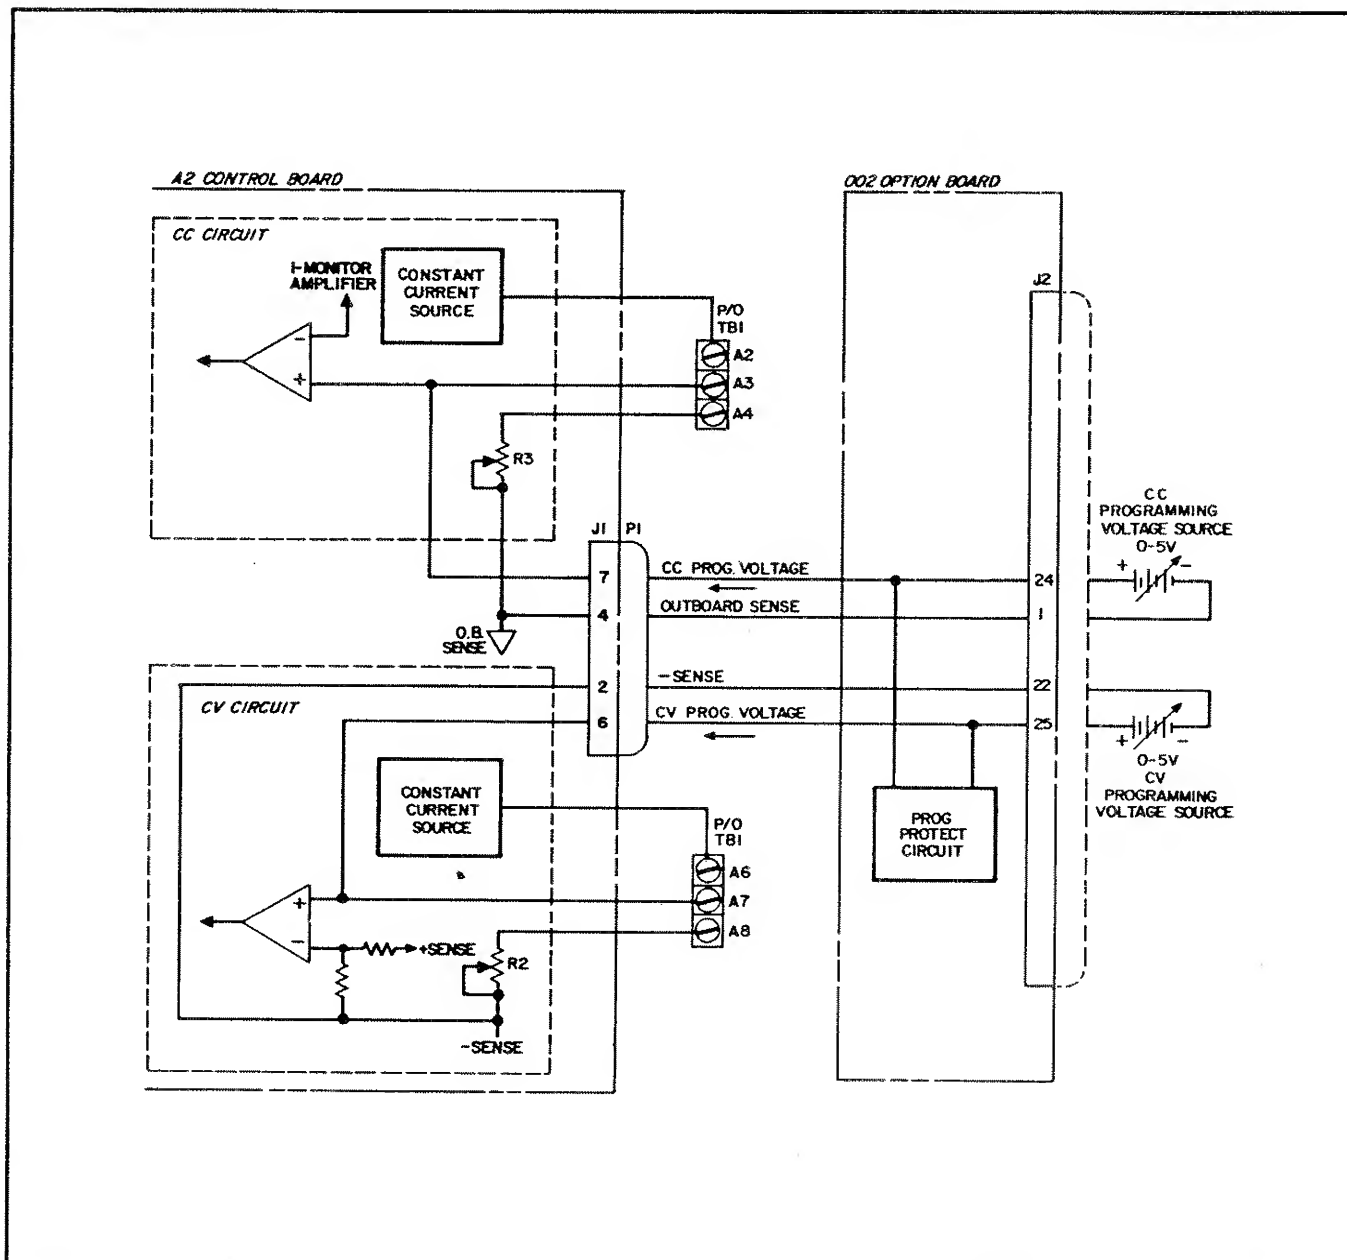 A2 CONTROL BOARD
CC CIRCUIT
I-MONITOR
AMPLIFIER
CONSTANT
CURRENT
SOURCE
-
+
R3
P/O
TB1
A2
A3
A4
O.B.
SENSE
J1 P1
7
4
2
6
CC PROG. VOLTAGE
OUTBOARD SENSE
-SENSE
CV PROG. VOLTAGE
CV CIRCUIT
CONSTANT
CURRENT
SOURCE
+
-
+SENSE
R2
-SENSE
P/O
TB1
A6
A7
A8
002 OPTION BOARD
J2
24
1
22
25
PROG
PROTECT
CIRCUIT
CC
PROGRAMMING
VOLTAGE SOURCE
0-5V
+ -
+ -
0-5V
CV
PROGRAMMING
VOLTAGE SOURCE